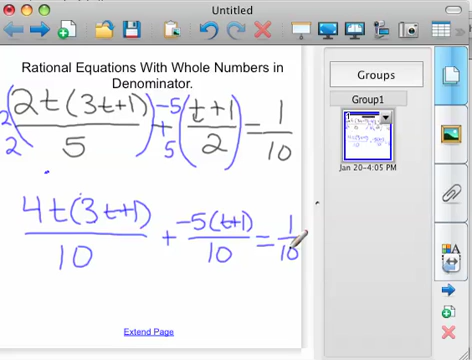 Untitled
Rational Equations With Whole Numbers in
Denominator.
2/2 (2t(3t+1)/5) + -5/5 (t+1/2) = 1/10
4t(3t+1)/10 + -5(t+1)/10 = 1/10
Extend Page
Groups
Group1
1
Jan 20-4:05 PM